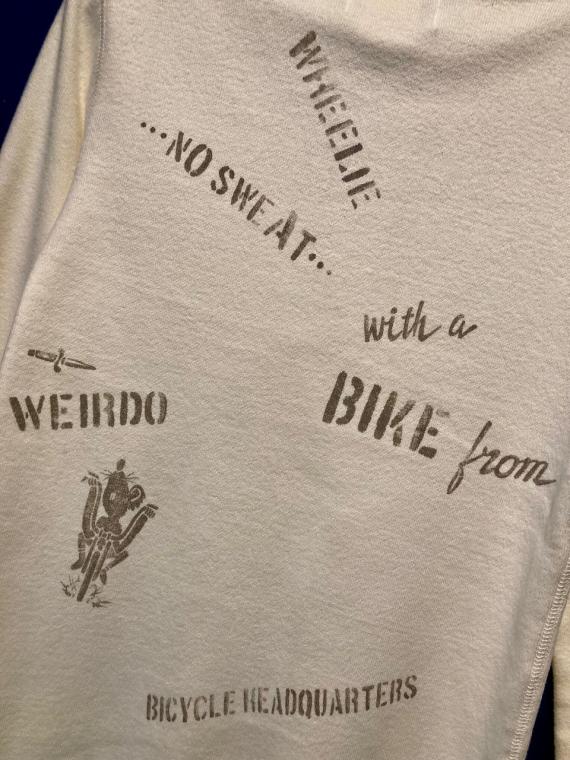 WHEELIE
...NO SWEAT...
with a
BIKE from
WEIRDO
BICYCLE HEADQUARTERS